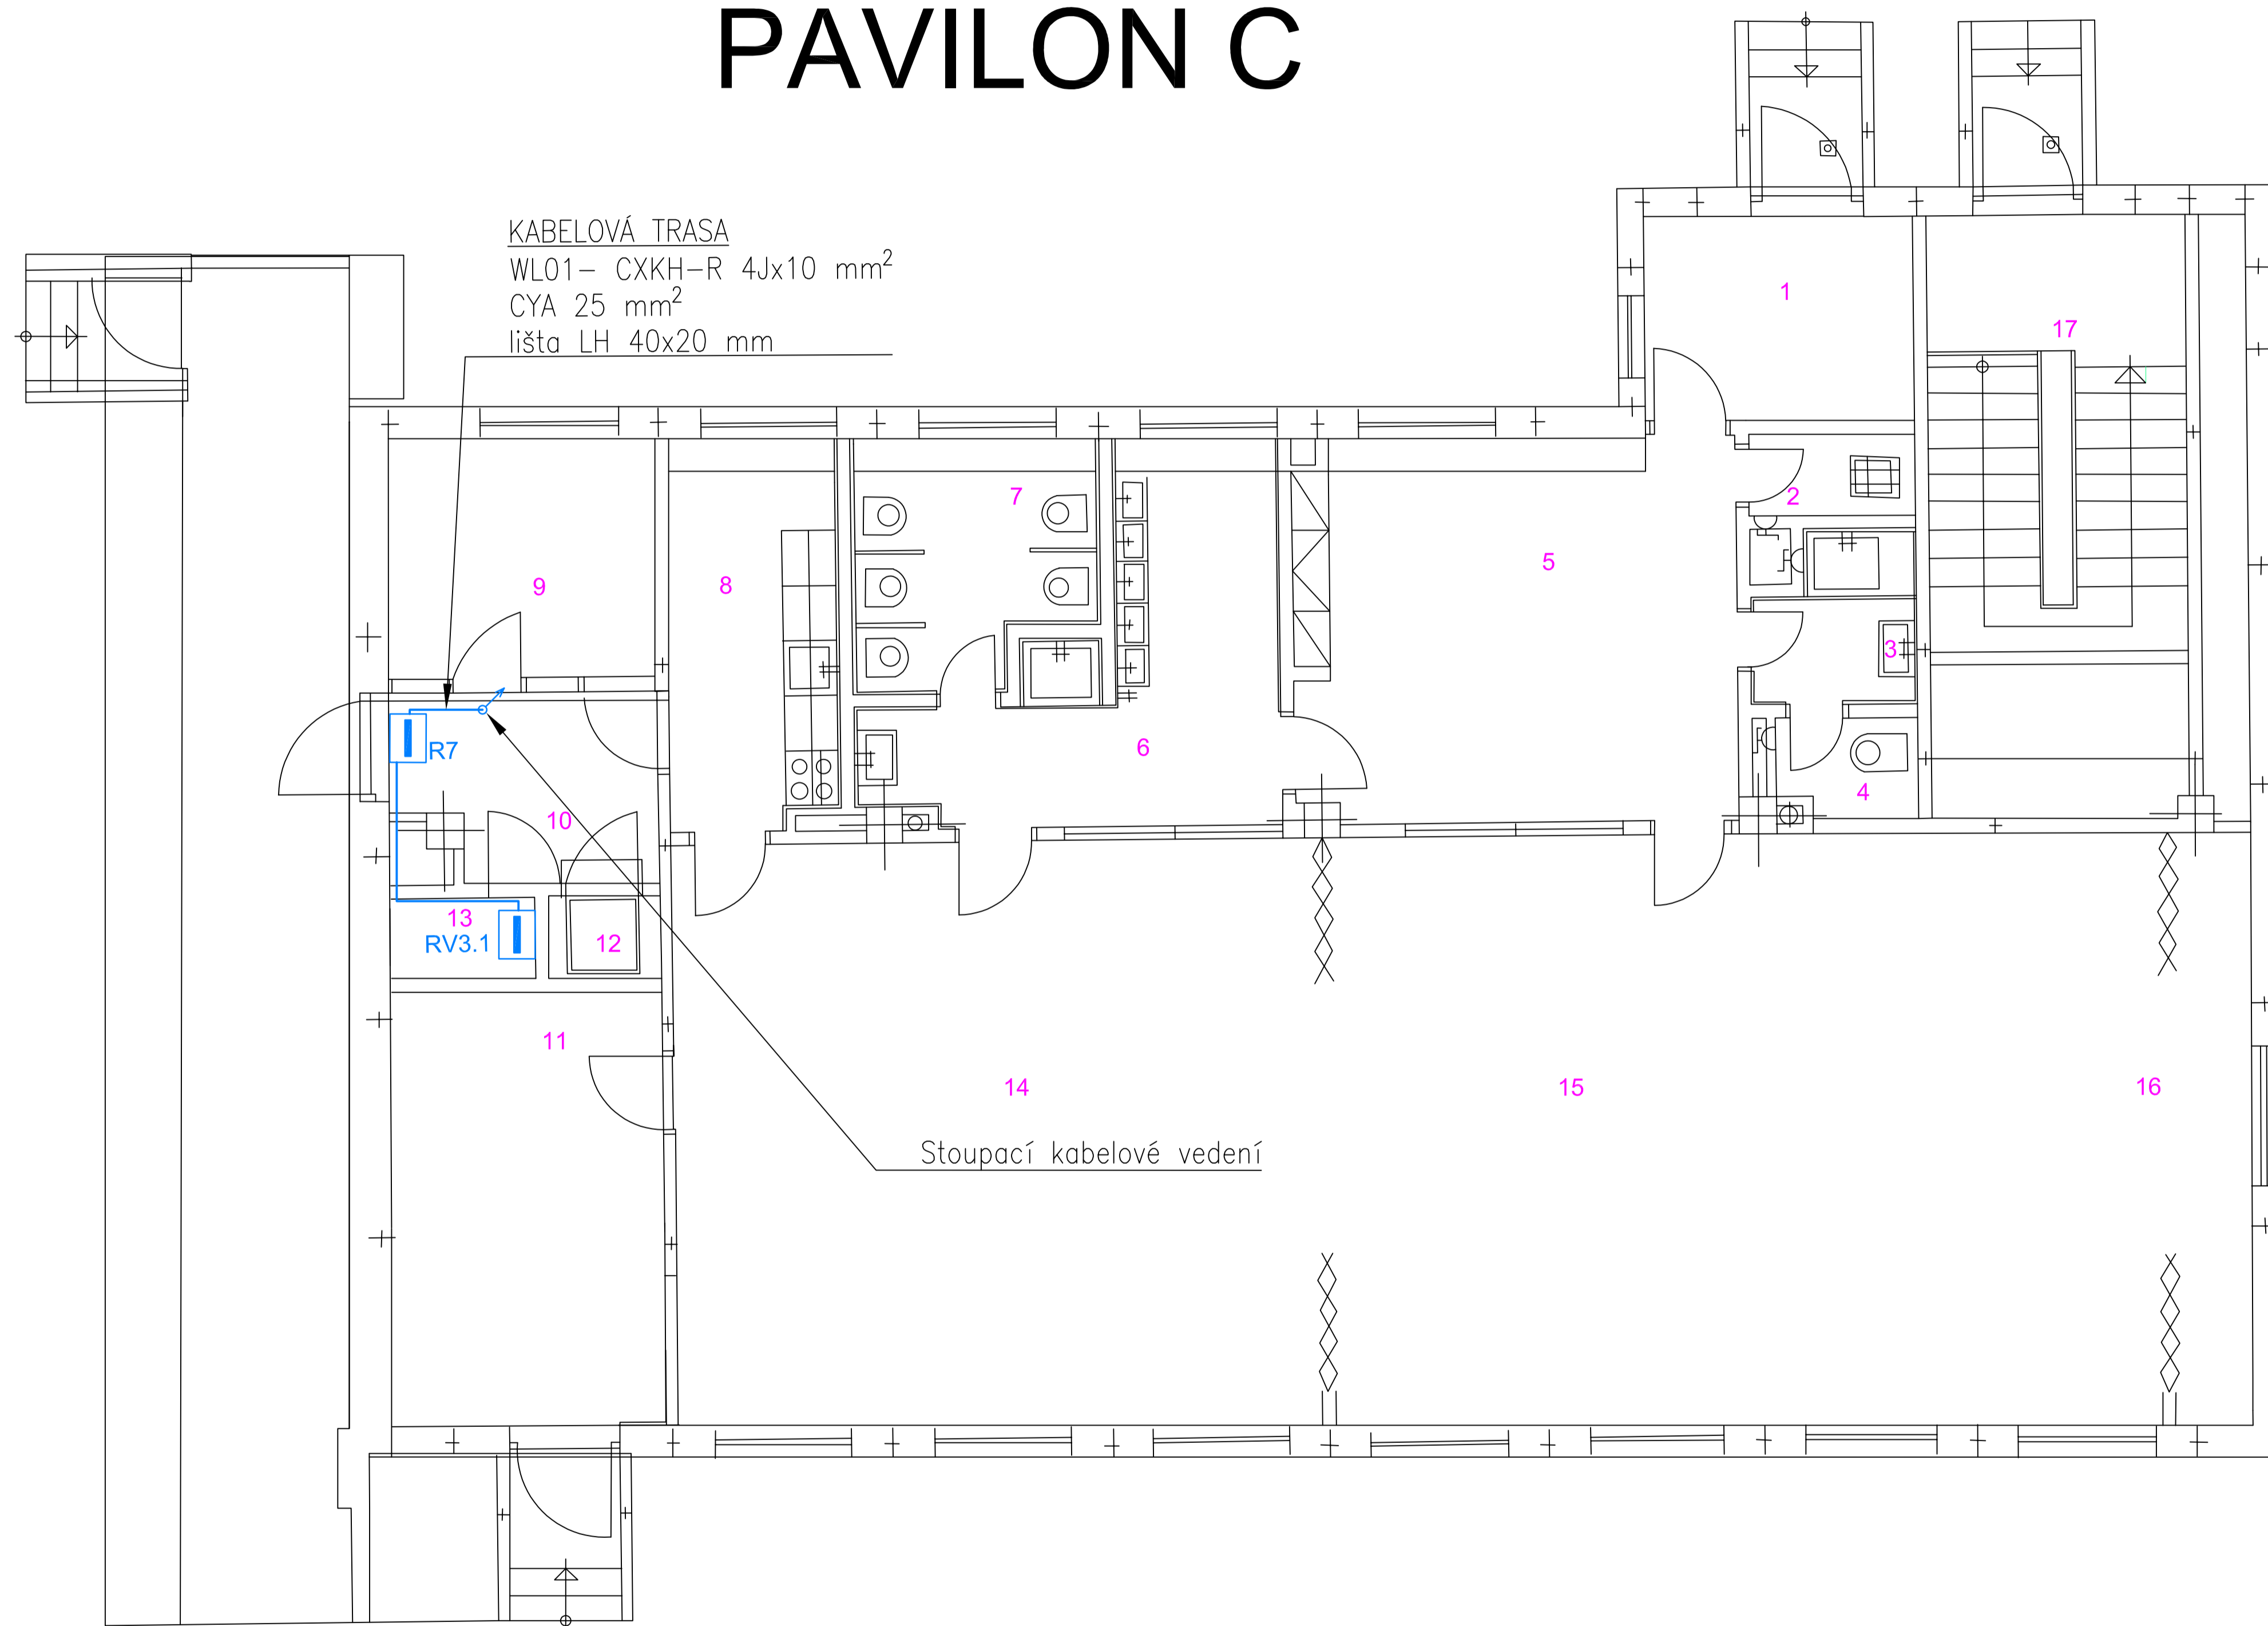 PAVILON C
KABELOVÁ TRASA
WL01- CXKH-R 4Jx10 mm²
CYA 25 mm²
lišta LH 40x20 mm
1
17
2
7
5
9
8
3
6
R7
4
10
13
RV3.1
12
11
14
15
16
Stoupací kabelové vedení